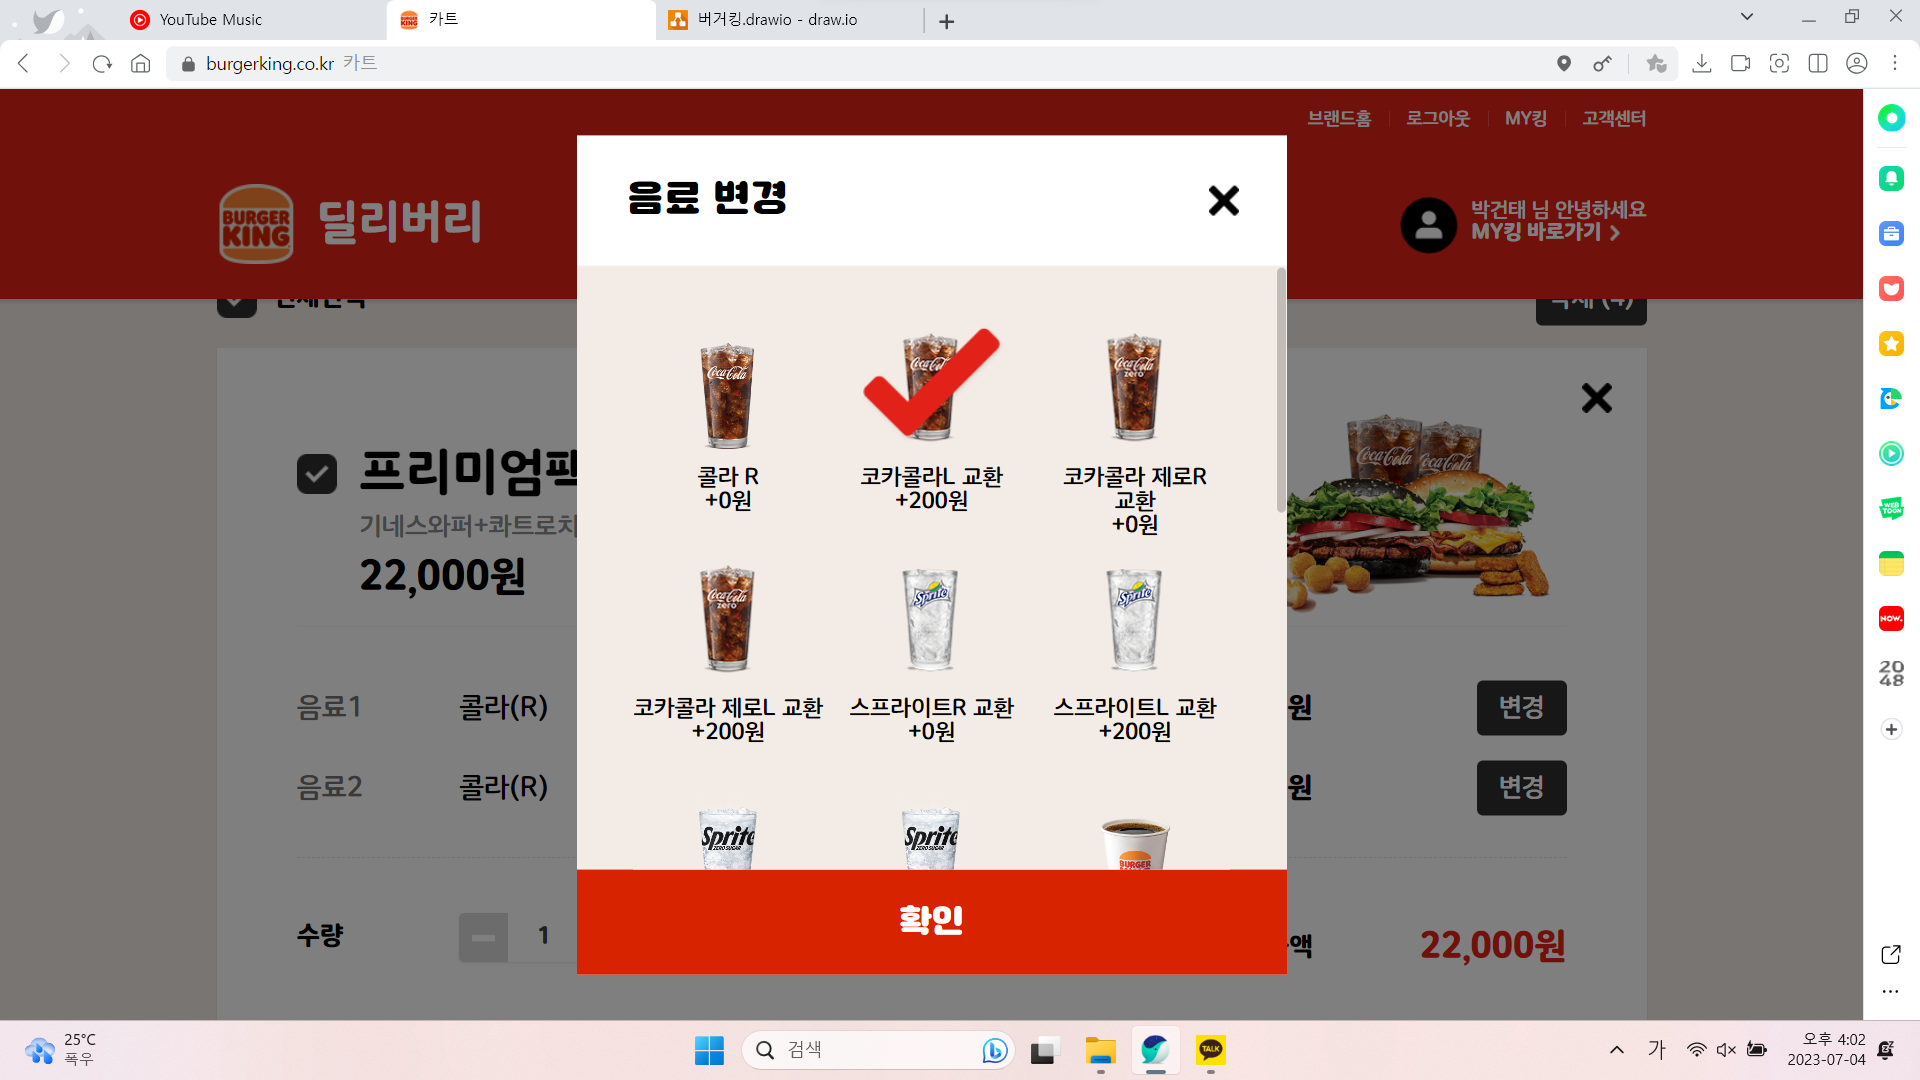 YouTube Music
카트
버거킹.drawio - draw.io
burgerking.co.kr 카트
브랜드홈
로그아웃
MY킹
고객센터
BURGER KING
딜리버리
박건태 님 안녕하세요
MY킹 바로가기
음료 변경
콜라 R
+0원
코카콜라L 교환
+200원
코카콜라 제로R
교환
+0원
코카콜라 제로L 교환
+200원
스프라이트R 교환
+0원
스프라이트L 교환
+200원
확인
프리미엄팩
기네스와퍼+콰트로치
22,000원
음료1
콜라(R)
원
변경
음료2
콜라(R)
원
변경
수량
1
액
22,000원
WEB TOON
NOW.
20
48
25°C
폭우
검색
TALK
가
오후 4:02
2023-07-04